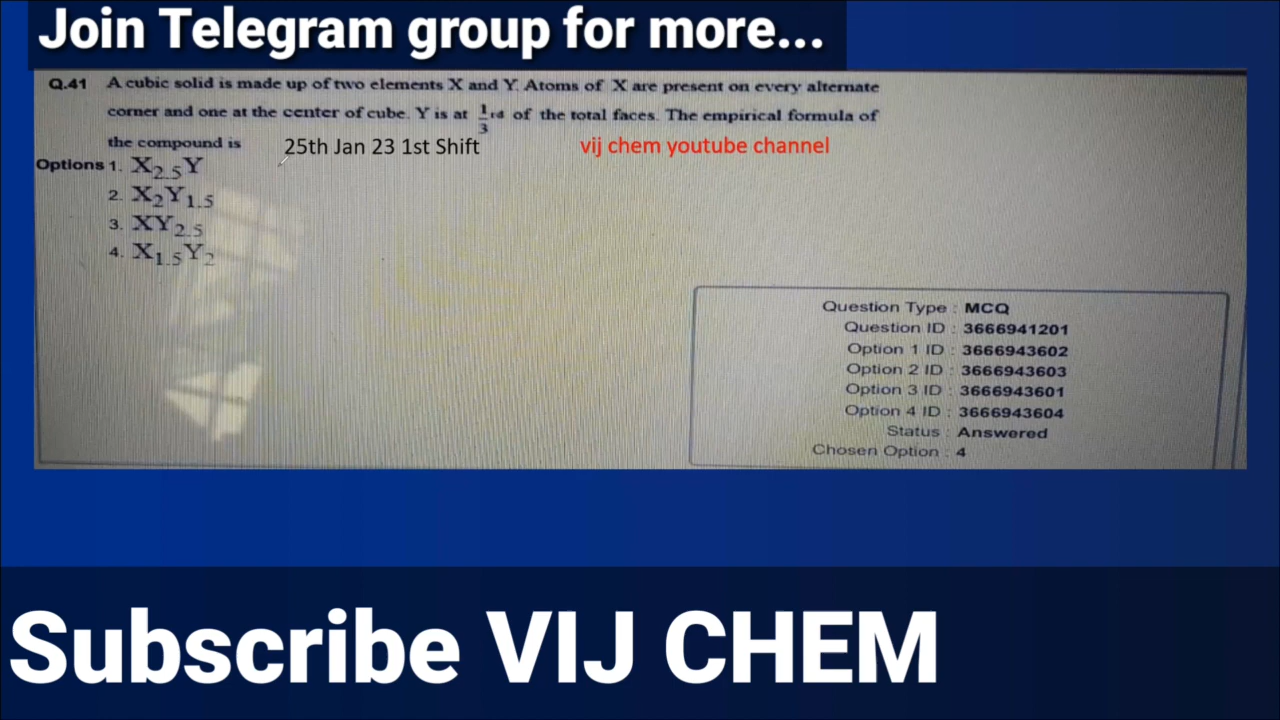 Join Telegram group for more...
Q.41 A cubic solid is made up of two elements X and Y. Atoms of X are present on every alternate
corner and one at the center of cube. Y is at 1/3 rd of the total faces. The empirical formula of
the compound is
25th Jan 23 1st Shift
vij chem youtube channel
Options 1. X2.5Y
2. X2Y1.5
3. XY2.5
4. X1.5Y2
Question Type : MCQ
Question ID : 3666941201
Option 1 ID : 3666943602
Option 2 ID : 3666943603
Option 3 ID : 3666943601
Option 4 ID : 3666943604
Status : Answered
Chosen Option : 4
Subscribe VIJ CHEM